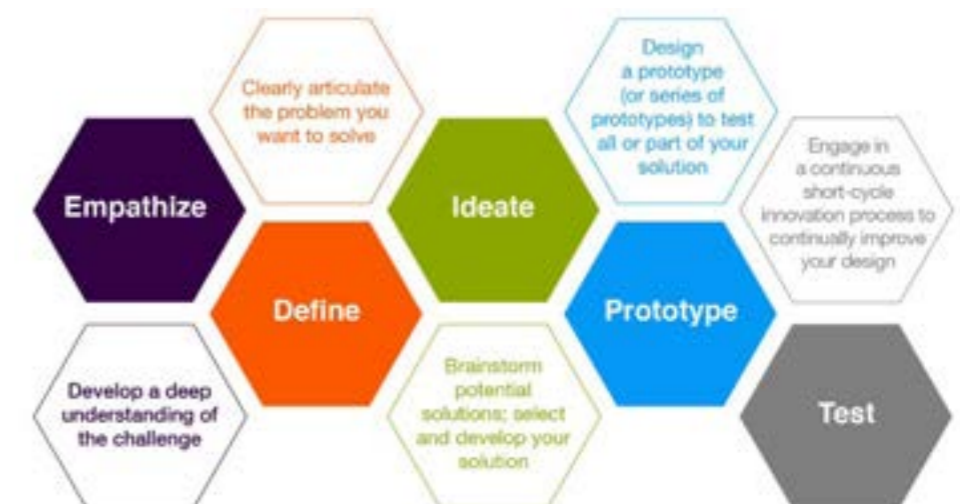 Empathize
Develop a deep
understanding of
the challenge
Clearly articulate
the problem you
want to solve
Define
Ideate
Brainstorm
potential
solutions; select
and develop your
solution
Design
a prototype
(or series of
prototypes) to test
all or part of your
solution
Prototype
Engage in
a continuous
short-cycle
innovation process to
continually improve
your design
Test